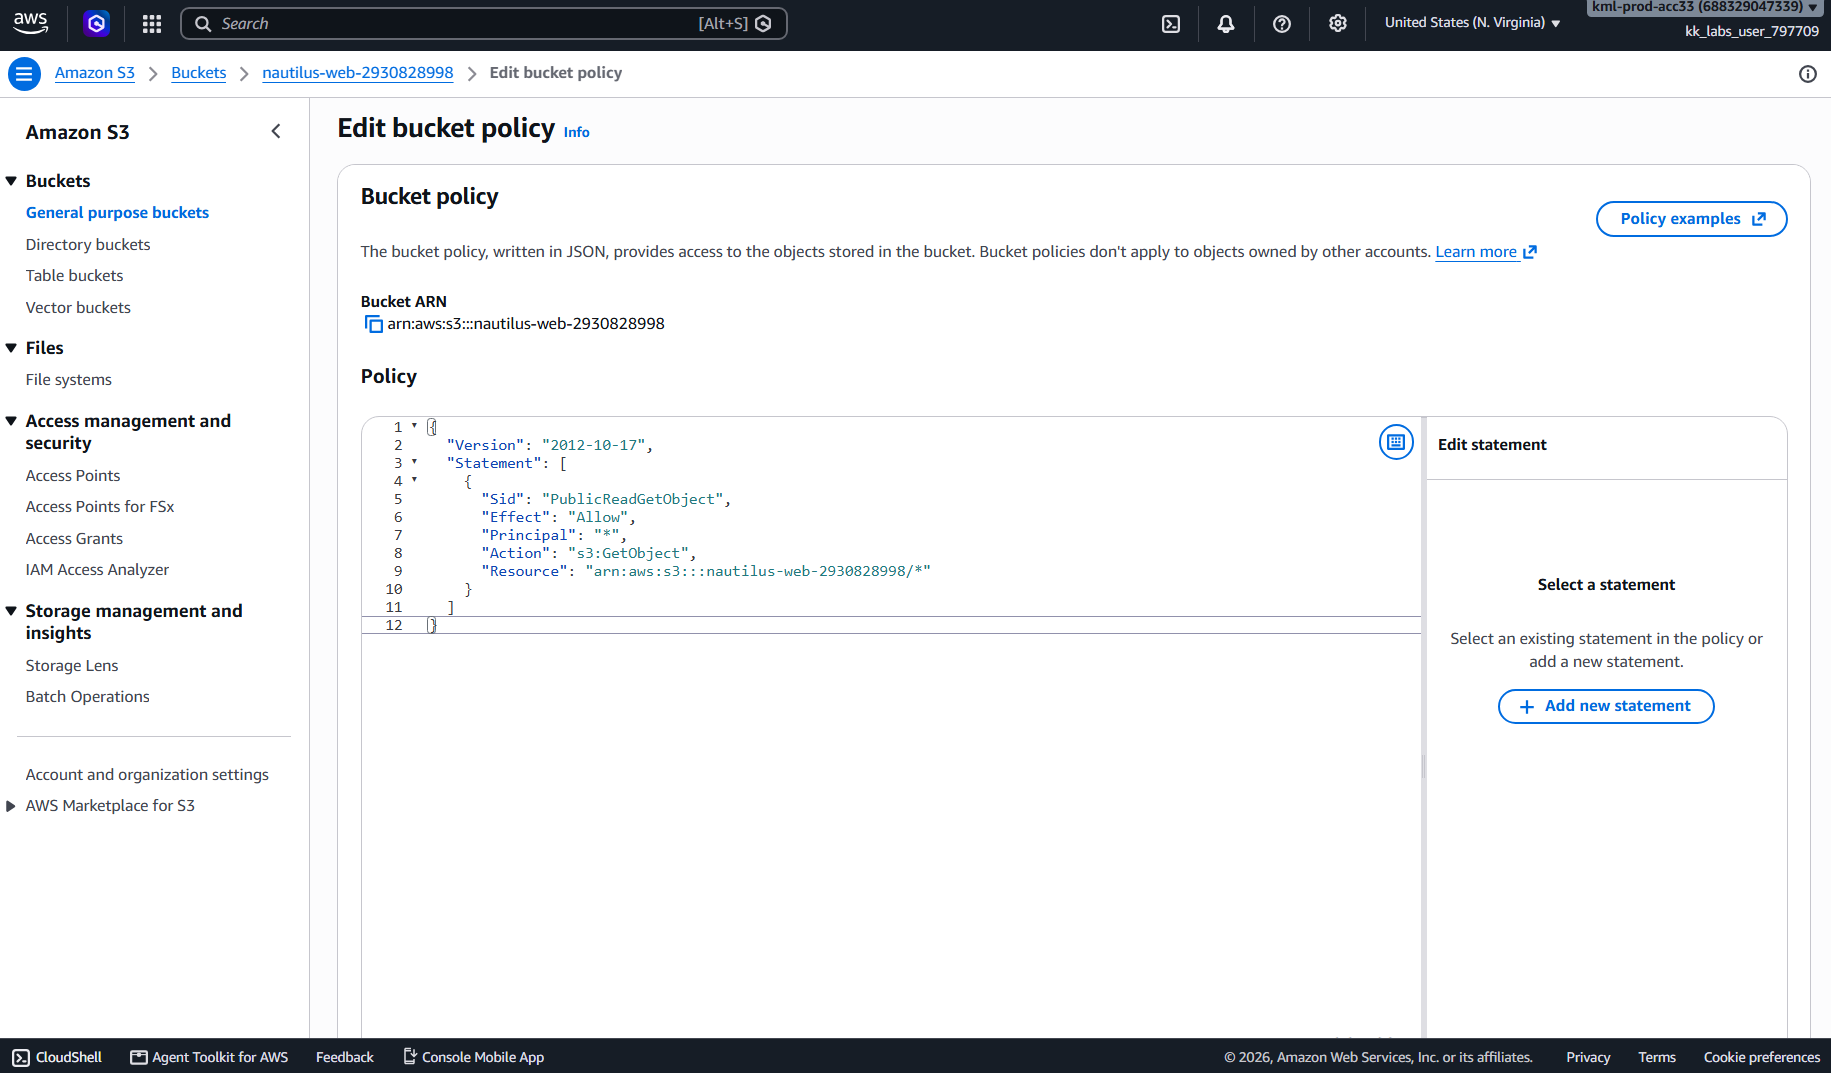 aws
Search [Alt+S]
United States (N. Virginia)
kml-prod-acc33 (688329047339)
kk_labs_user_797709
Amazon S3 > Buckets > nautilus-web-2930828998 > Edit bucket policy
Amazon S3
Buckets
General purpose buckets
Directory buckets
Table buckets
Vector buckets
Files
File systems
Access management and
security
Access Points
Access Points for FSx
Access Grants
IAM Access Analyzer
Storage management and
insights
Storage Lens
Batch Operations
Account and organization settings
AWS Marketplace for S3
Edit bucket policy Info
Bucket policy
Policy examples
The bucket policy, written in JSON, provides access to the objects stored in the bucket. Bucket policies don't apply to objects owned by other accounts. Learn more
Bucket ARN
arn:aws:s3:::nautilus-web-2930828998
Policy
1 {
2 "Version": "2012-10-17",
3 "Statement": [
4 {
5 "Sid": "PublicReadGetObject",
6 "Effect": "Allow",
7 "Principal": "*",
8 "Action": "s3:GetObject",
9 "Resource": "arn:aws:s3:::nautilus-web-2930828998/*"
10 }
11 ]
12 }
Edit statement
Select a statement
Select an existing statement in the policy or
add a new statement.
+ Add new statement
CloudShell
Agent Toolkit for AWS
Feedback
Console Mobile App
© 2026, Amazon Web Services, Inc. or its affiliates.
Privacy
Terms
Cookie preferences